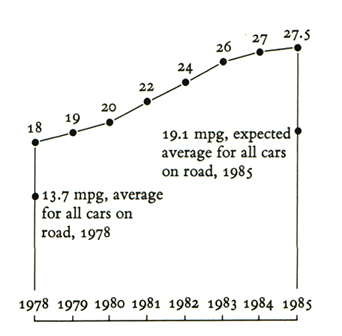 18 19 20 22 24 26 27 27.5
19.1 mpg, expected
average for all cars
on road, 1985
13.7 mpg, average
for all cars on
road, 1978
1978 1979 1980 1981 1982 1983 1984 1985